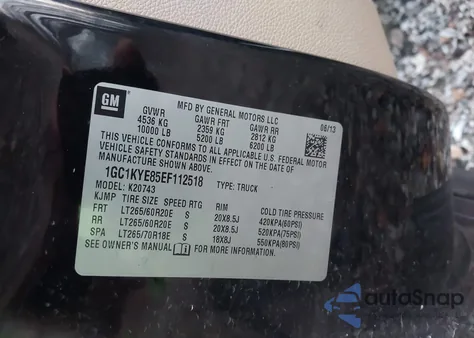 GM
MFD BY GENERAL MOTORS LLC
08/13
GVWR GAWR FRT GAWR RR
4536 KG 2359 KG 2812 KG
10000 LB 5200 LB 6200 LB
THIS VEHICLE CONFORMS TO ALL APPLICABLE U.S. FEDERAL MOTOR
VEHICLE SAFETY STANDARDS IN EFFECT ON THE DATE OF
MANUFACTURE SHOWN ABOVE.
1GC1KYE85EF112518
MODEL: K20743 TYPE: TRUCK
KJMP TIRE SIZE SPEED RTG RIM COLD TIRE PRESSURE
FRT LT265/60R20E S 20X8.5J 420KPA(60PSI)
RR LT265/60R20E S 20X8.5J 520KPA(75PSI)
SPA LT265/70R18E S 18X8J 550KPA(80PSI)
SEE OWNER'S MANUAL FOR MORE INFORMATION.
autoSnap